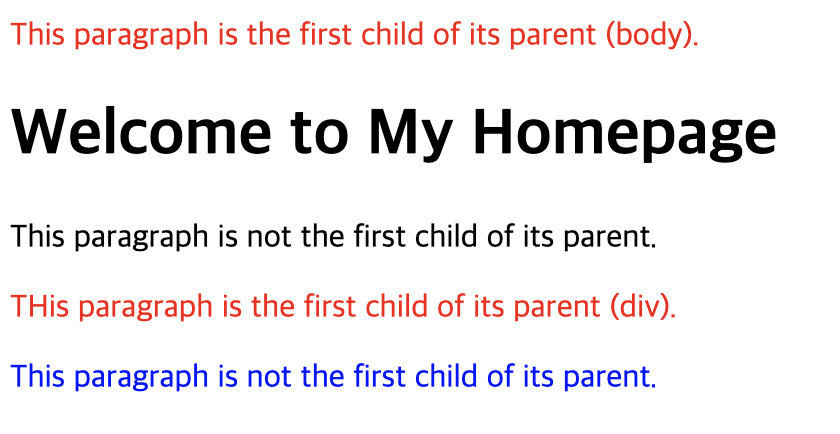 This paragraph is the first child of its parent (body).
Welcome to My Homepage
This paragraph is not the first child of its parent.
THis paragraph is the first child of its parent (div).
This paragraph is not the first child of its parent.